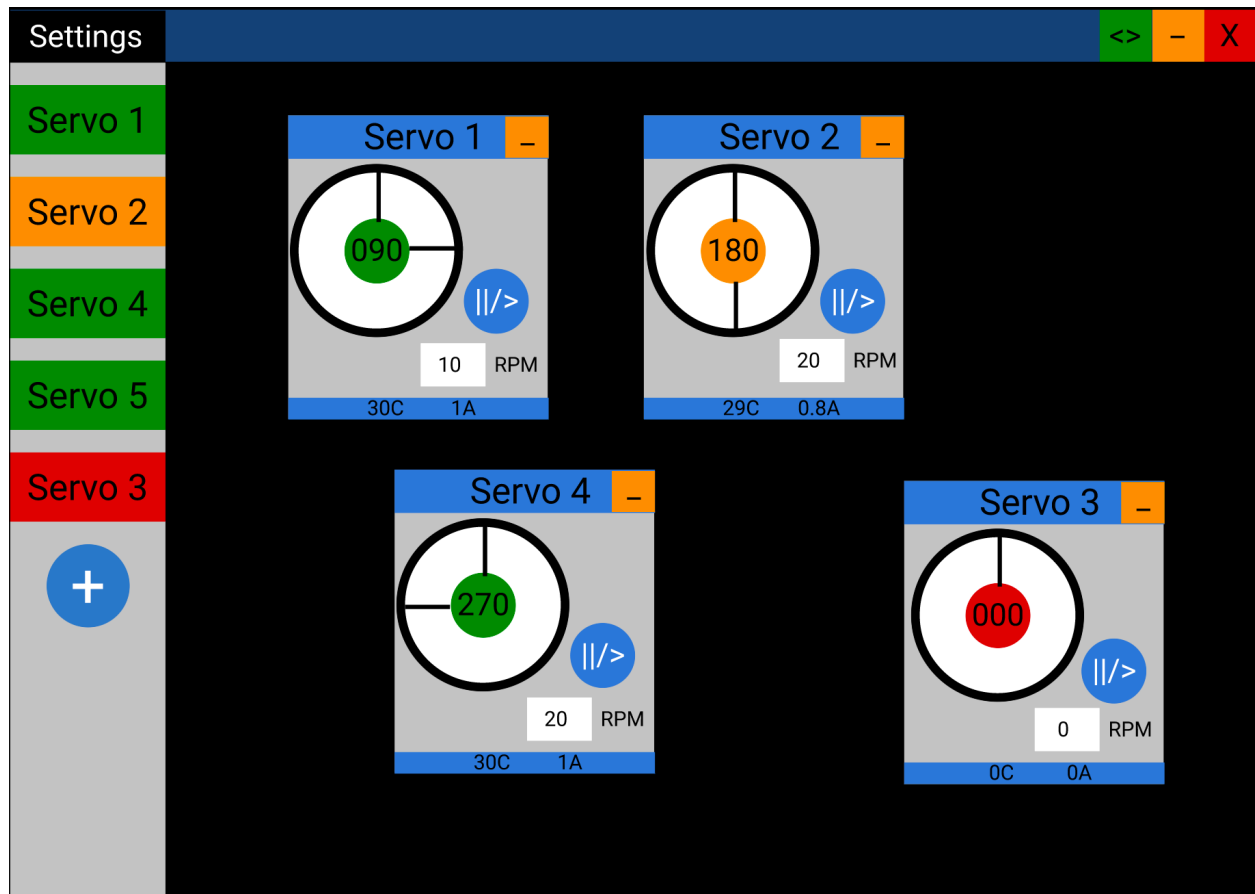 Settings
<> – X
Servo 1
Servo 2
Servo 4
Servo 5
Servo 3
+
Servo 1 _
090
||/>
10 RPM
30C 1A
Servo 2 _
180
||/>
20 RPM
29C 0.8A
Servo 4 _
270
||/>
20 RPM
30C 1A
Servo 3 _
000
||/>
0 RPM
0C 0A